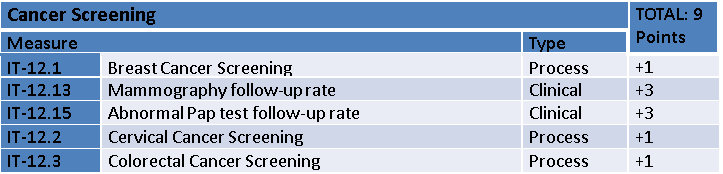 Cancer Screening TOTAL: 9 Points
Measure Type
IT-12.1 Breast Cancer Screening Process +1
IT-12.13 Mammography follow-up rate Clinical +3
IT-12.15 Abnormal Pap test follow-up rate Clinical +3
IT-12.2 Cervical Cancer Screening Process +1
IT-12.3 Colorectal Cancer Screening Process +1